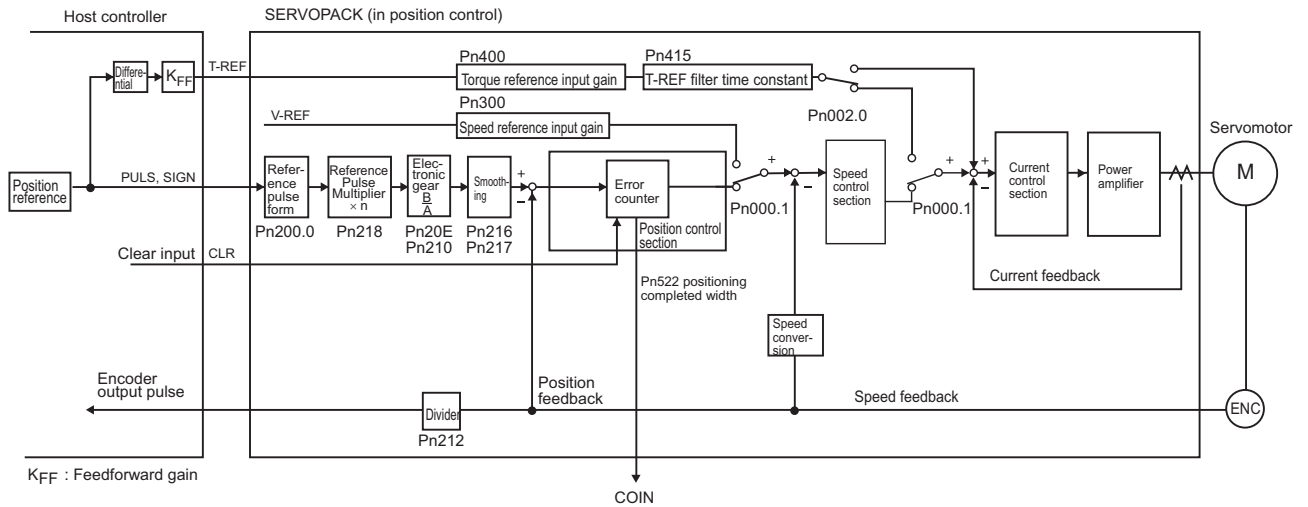 Host controller
SERVOPACK (in position control)
Differe-
ntial
KFF
T-REF
Pn400
Torque reference input gain
Pn415
T-REF filter time constant
Pn002.0
V-REF
Pn300
Speed reference input gain
Servomotor
M
Position
reference
PULS, SIGN
Refer-
ence
pulse
form
Pn200.0
Reference
Pulse
Multiplier
× n
Pn218
Elec-
tronic
gear
B
A
Pn20E
Pn210
Smooth-
ing
Pn216
Pn217
+
−
Error
counter
Position control
section
Pn000.1
+
−
Speed
control
section
Pn000.1
+
+
−
Current
control
section
Power
amplifier
Clear input
CLR
Pn522 positioning
completed width
Current feedback
Speed
conver-
sion
Encoder
output pulse
Divider
Pn212
Position
feedback
Speed feedback
ENC
KFF : Feedforward gain
COIN